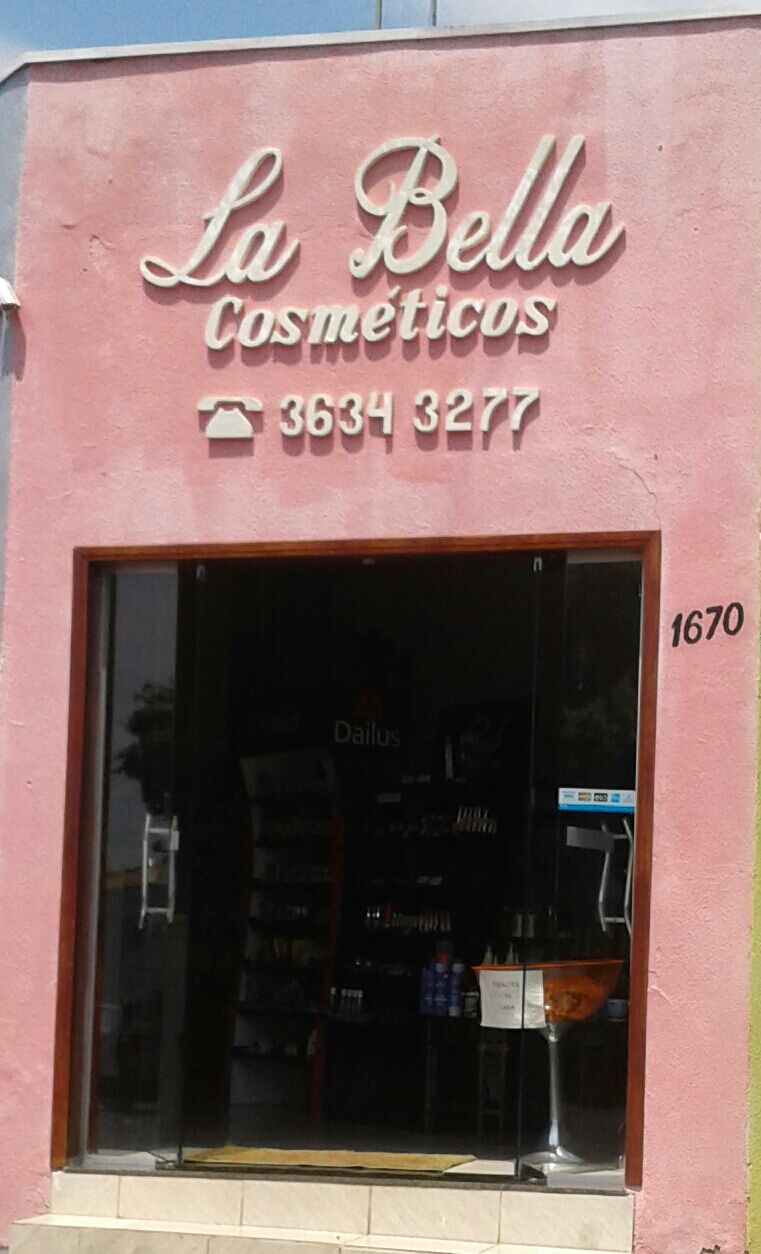 La Bella
Cosméticos
3634 3277
1670
Dailus